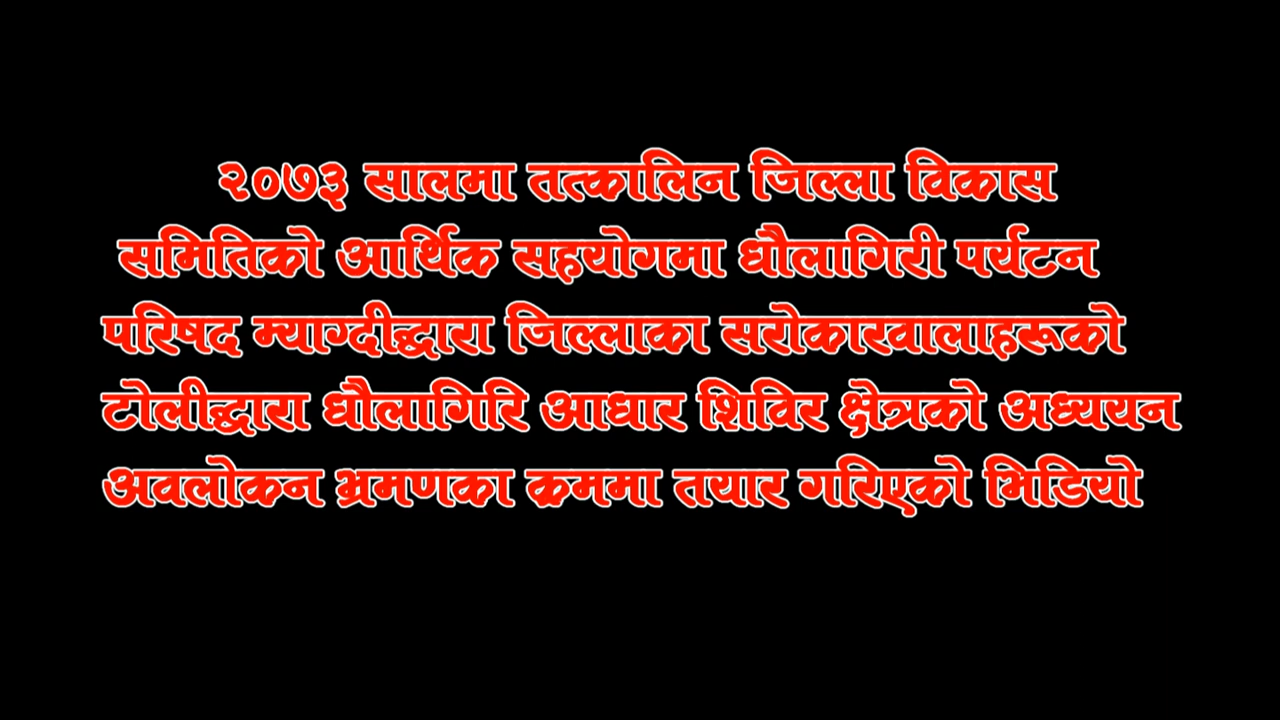 २०७३ सालमा तत्कालिन जिल्ला विकास
समितिको आर्थिक सहयोगमा धौलागिरी पर्यटन
परिषद म्याग्दीद्वारा जिल्लाका सरोकारवालाहरूको
टोलीद्वारा धौलागिरि आधार शिविर क्षेत्रको अध्ययन
अवलोकन भ्रमणका क्रममा तयार गरिएको भिडियो